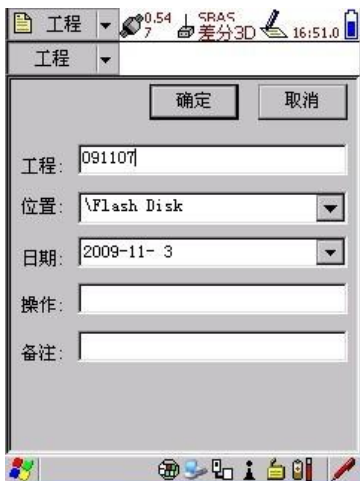 工程 0.54 7 SBAS 差分3D 16:51.0
工程
确定 取消
工程: 091107
位置: \Flash Disk
日期: 2009-11- 3
操作:
备注: